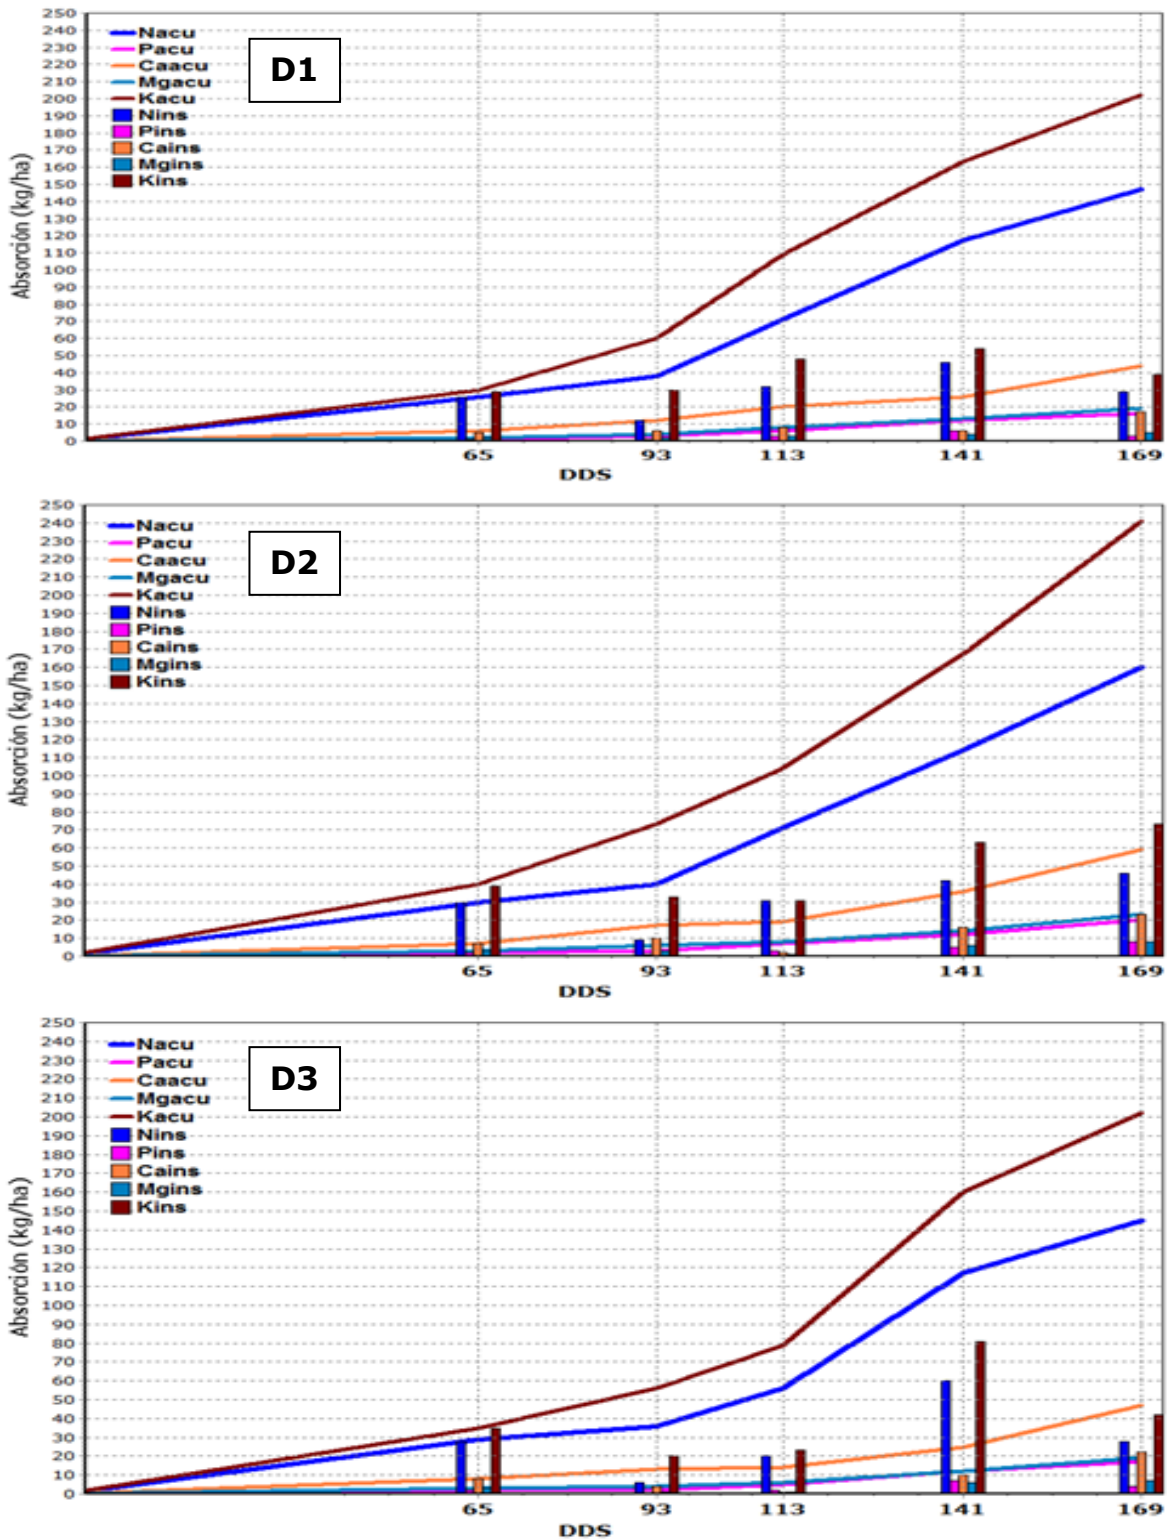 250
240
230
220
210
200
190
180
170
160
150
140
130
120
110
100
90
80
70
60
50
40
30
20
10
0
Absorción (kg/ha)
Nacu
Pacu
Caacu
Mgacu
Kacu
Nins
Pins
Cains
Mgins
Kins
D1
65 93 113 141 169
DDS
250
240
230
220
210
200
190
180
170
160
150
140
130
120
110
100
90
80
70
60
50
40
30
20
10
0
Absorción (kg/ha)
Nacu
Pacu
Caacu
Mgacu
Kacu
Nins
Pins
Cains
Mgins
Kins
D2
65 93 113 141 169
DDS
250
240
230
220
210
200
190
180
170
160
150
140
130
120
110
100
90
80
70
60
50
40
30
20
10
0
Absorción (kg/ha)
Nacu
Pacu
Caacu
Mgacu
Kacu
Nins
Pins
Cains
Mgins
Kins
D3
65 93 113 141 169
DDS